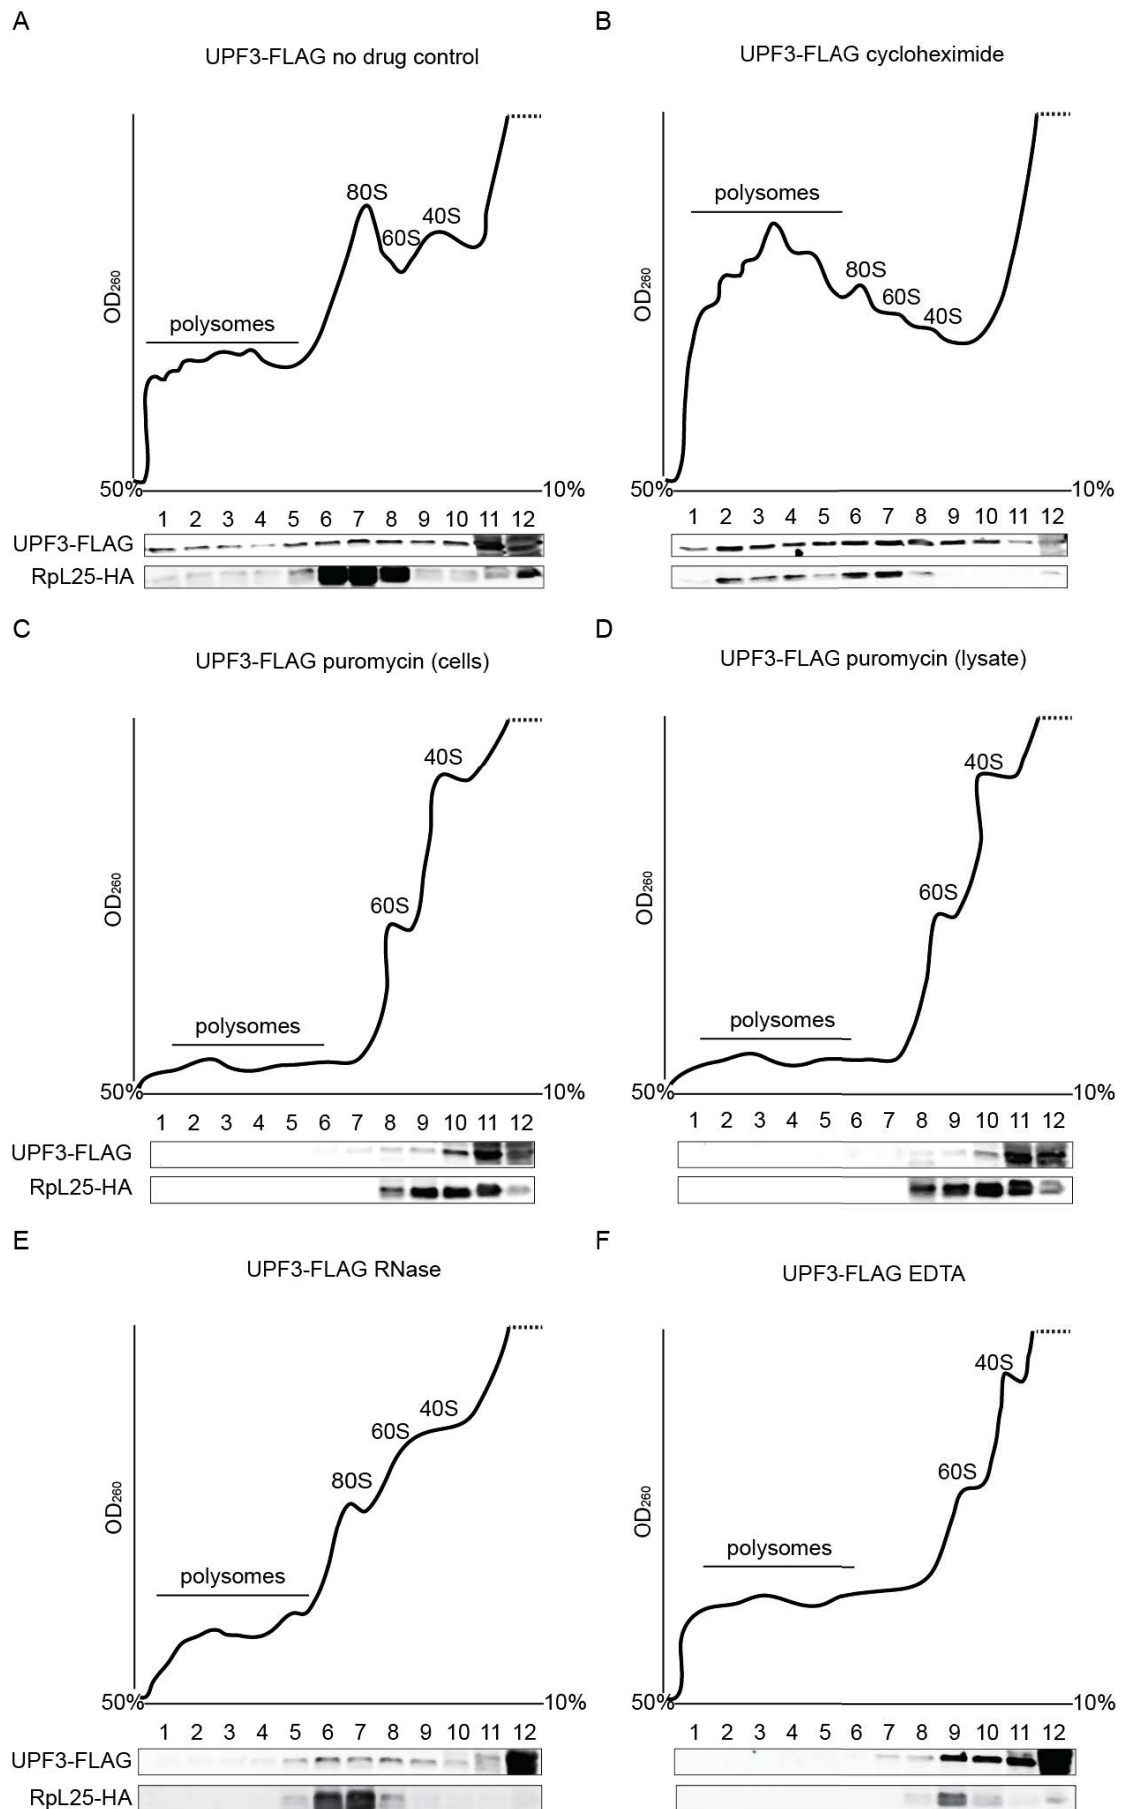 A
UPF3-FLAG no drug control
OD260
polysomes
80S
60S
40S
50%
10%
1 2 3 4 5 6 7 8 9 10 11 12
UPF3-FLAG
RpL25-HA
B
UPF3-FLAG cycloheximide
OD260
polysomes
80S
60S
40S
50%
10%
1 2 3 4 5 6 7 8 9 10 11 12
C
UPF3-FLAG puromycin (cells)
OD260
polysomes
60S
40S
50%
10%
1 2 3 4 5 6 7 8 9 10 11 12
UPF3-FLAG
RpL25-HA
D
UPF3-FLAG puromycin (lysate)
OD260
polysomes
60S
40S
50%
10%
1 2 3 4 5 6 7 8 9 10 11 12
E
UPF3-FLAG RNase
OD260
polysomes
80S
60S
40S
50%
10%
1 2 3 4 5 6 7 8 9 10 11 12
UPF3-FLAG
RpL25-HA
F
UPF3-FLAG EDTA
OD260
polysomes
60S
40S
50%
10%
1 2 3 4 5 6 7 8 9 10 11 12